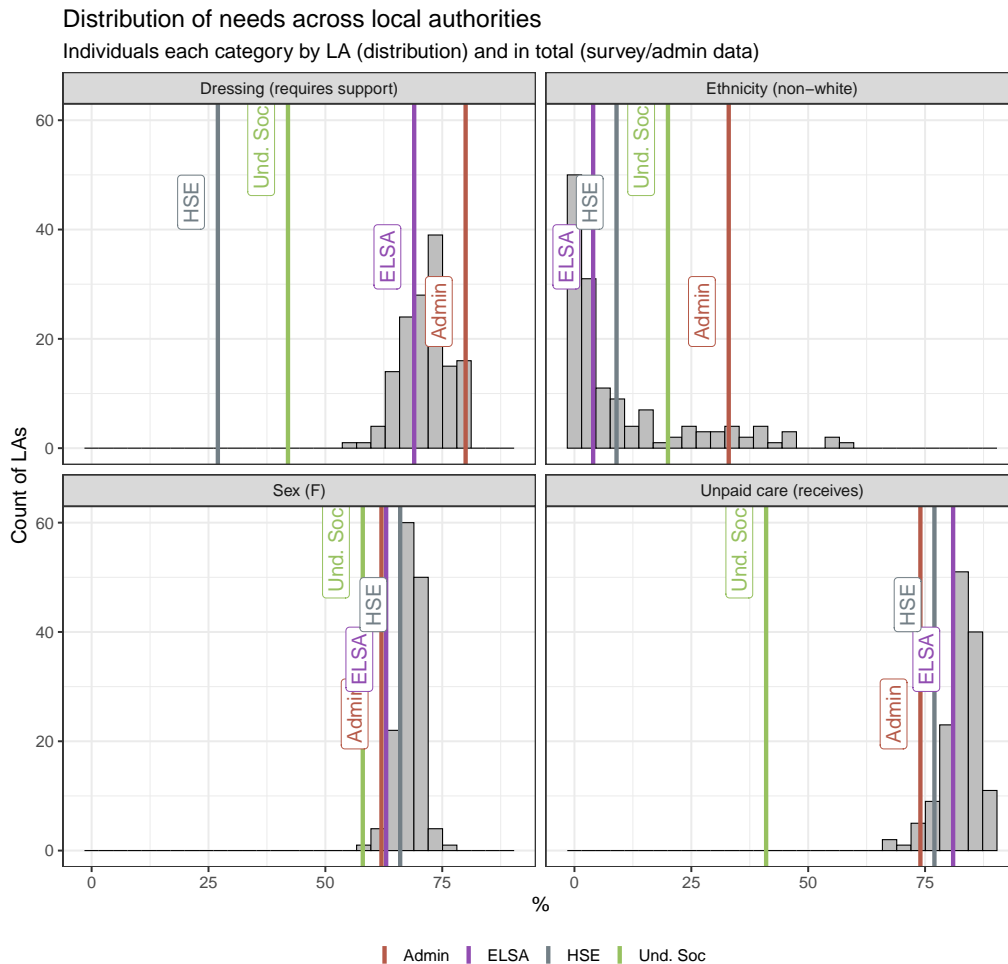 Distribution of needs across local authorities
Individuals each category by LA (distribution) and in total (survey/admin data)
Dressing (requires support)
Ethnicity (non−white)
60
40
20
0
HSE
Und. Soc
ELSA
Admin
ELSA
HSE
Und. Soc
Admin
Count of LAs
Sex (F)
Unpaid care (receives)
60
40
20
0
Und. Soc
Admin
ELSA
HSE
Und. Soc
Admin
HSE
ELSA
0 25 50 75
0 25 50 75
%
Admin ELSA HSE Und. Soc